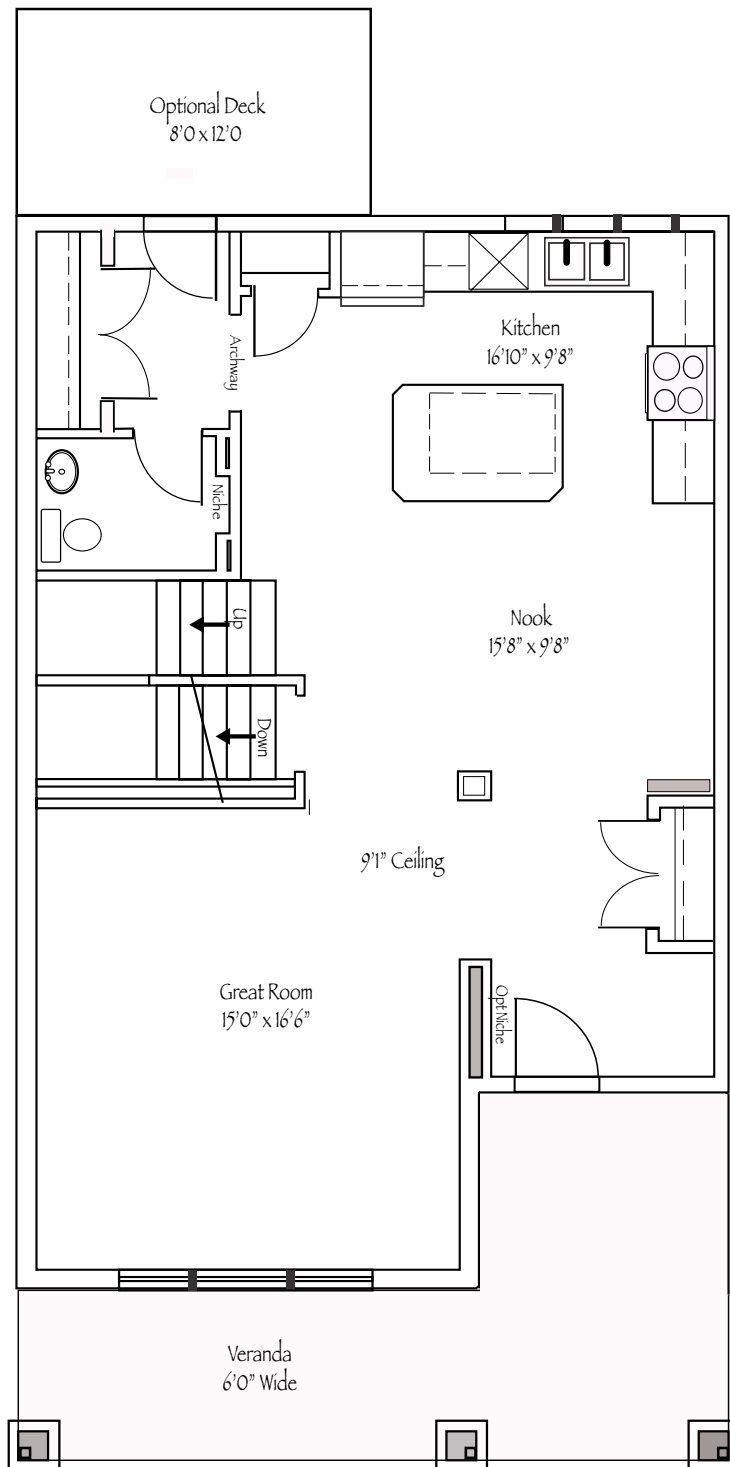 Optional Deck
8'0 x 12'0
Kitchen
16'10" x 9'8"
Archway
Niche
Up
Nook
15'8" x 9'8"
Down
9'1" Ceiling
Great Room
15'0" x 16'6"
Opt Niche
Veranda
6'0" Wide